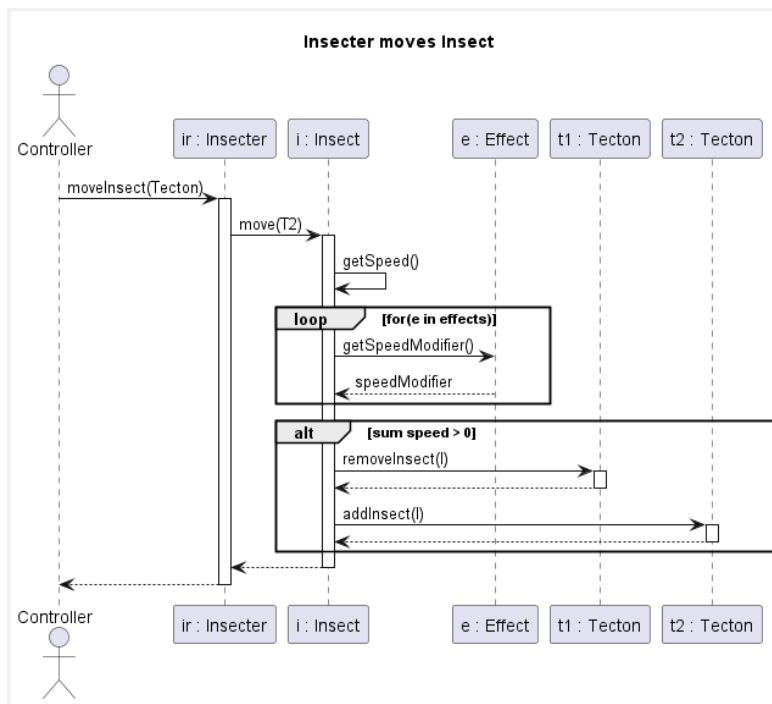 Insecter moves Insect
Controller
ir : Insecter
i : Insect
e : Effect
t1 : Tecton
t2 : Tecton
moveInsect(Tecton)
move(T2)
getSpeed()
loop [for(e in effects)]
getSpeedModifier()
speedModifier
alt [sum speed > 0]
removeInsect(I)
addInsect(I)
Controller
ir : Insecter
i : Insect
e : Effect
t1 : Tecton
t2 : Tecton